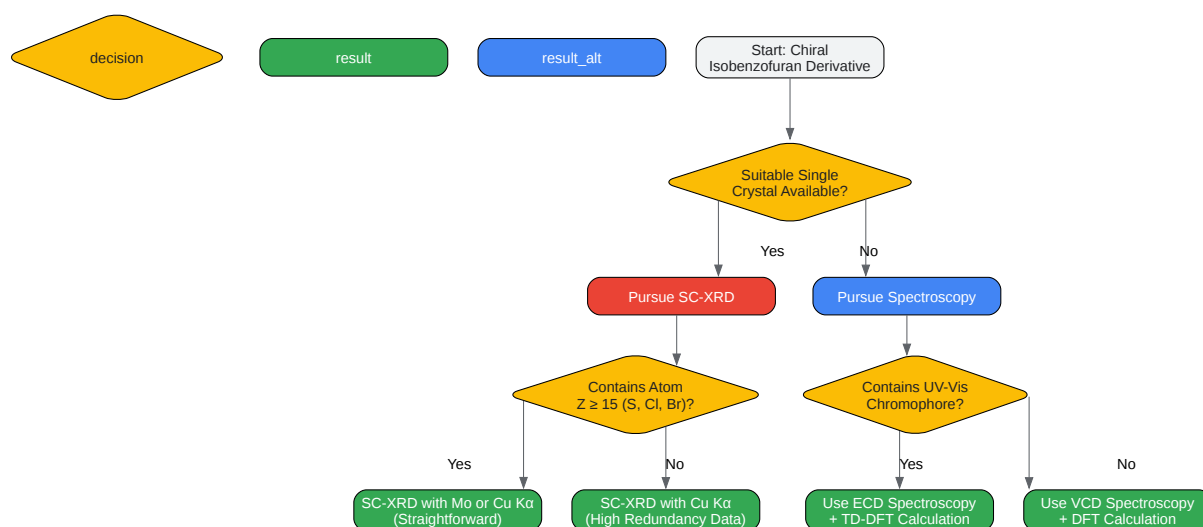 decision
result
result_alt
Start: Chiral
Isobenzofuran Derivative
Suitable Single
Crystal Available?
Yes
No
Pursue SC-XRD
Pursue Spectroscopy
Contains Atom
Z ≥ 15 (S, Cl, Br)?
Contains UV-Vis
Chromophore?
Yes
No
Yes
No
SC-XRD with Mo or Cu Kα
(Straightforward)
SC-XRD with Cu Kα
(High Redundancy Data)
Use ECD Spectroscopy
+ TD-DFT Calculation
Use VCD Spectroscopy
+ DFT Calculation